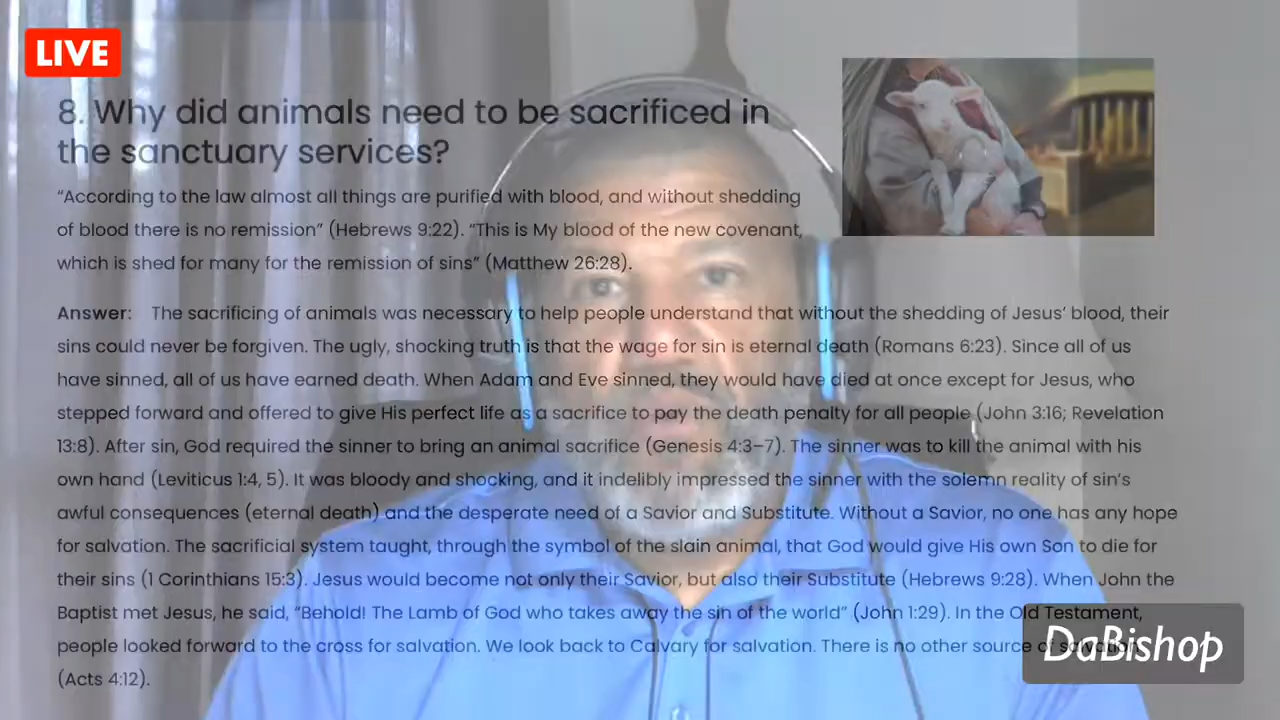 LIVE
8. Why did animals need to be sacrificed in
the sanctuary services?
“According to the law almost all things are purified with blood, and without shedding
of blood there is no remission” (Hebrews 9:22). “This is My blood of the new covenant,
which is shed for many for the remission of sins” (Matthew 26:28).
Answer: The sacrificing of animals was necessary to help people understand that without the shedding of Jesus’ blood, their
sins could never be forgiven. The ugly, shocking truth is that the wage for sin is eternal death (Romans 6:23). Since all of us
have sinned, all of us have earned death. When Adam and Eve sinned, they would have died at once except for Jesus, who
stepped forward and offered to give His perfect life as a sacrifice to pay the death penalty for all people (John 3:16; Revelation
13:8). After sin, God required the sinner to bring an animal sacrifice (Genesis 4:3–7). The sinner was to kill the animal with his
own hand (Leviticus 1:4, 5). It was bloody and shocking, and it indelibly impressed the sinner with the solemn reality of sin’s
awful consequences (eternal death) and the desperate need of a Savior and Substitute. Without a Savior, no one has any hope
for salvation. The sacrificial system taught, through the symbol of the slain animal, that God would give His own Son to die for
their sins (1 Corinthians 15:3). Jesus would become not only their Savior, but also their Substitute (Hebrews 9:28). When John the
Baptist met Jesus, he said, “Behold! The Lamb of God who takes away the sin of the world” (John 1:29). In the Old Testament,
people looked forward to the cross for salvation. We look back to Calvary for salvation. There is no other source of salvation
(Acts 4:12).
DaBishop